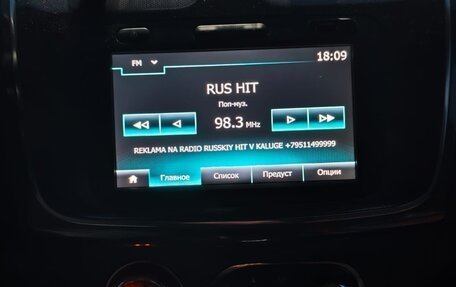 FM
18:09
RUS HIT
Поп-муз.
98.3 MHz
REKLAMA NA RADIO RUSSKIY HIT V KALUGE +79511499999
Главное Список Предуст Опции